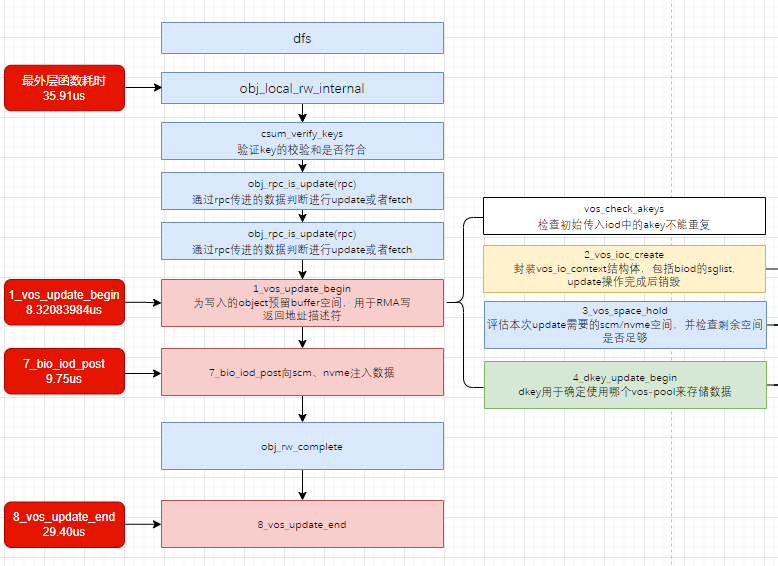 dfs
最外层函数耗时
35.91us
obj_local_rw_internal
csum_verify_keys
验证key的校验和是否符合
obj_rpc_is_update(rpc)
通过rpc传进的数据判断进行update或者fetch
obj_rpc_is_update(rpc)
通过rpc传进的数据判断进行update或者fetch
1_vos_update_begin
8.32083984us
1_vos_update_begin
为写入的object预留buffer空间，用于RMA写
返回地址描述符
7_bio_iod_post
9.75us
7_bio_iod_post向scm、nvme注入数据
obj_rw_complete
8_vos_update_end
29.40us
8_vos_update_end
vos_check_akeys
检查初始传入iod中的akey不能重复
2_vos_ioc_create
封装vos_io_context结构体，包括biod的sglist,
update操作完成后销毁
3_vos_space_hold
评估本次update需要的scm/nvme空间，并检查剩余空间
是否足够
4_dkey_update_begin
dkey用于确定使用哪个vos-pool来存储数据